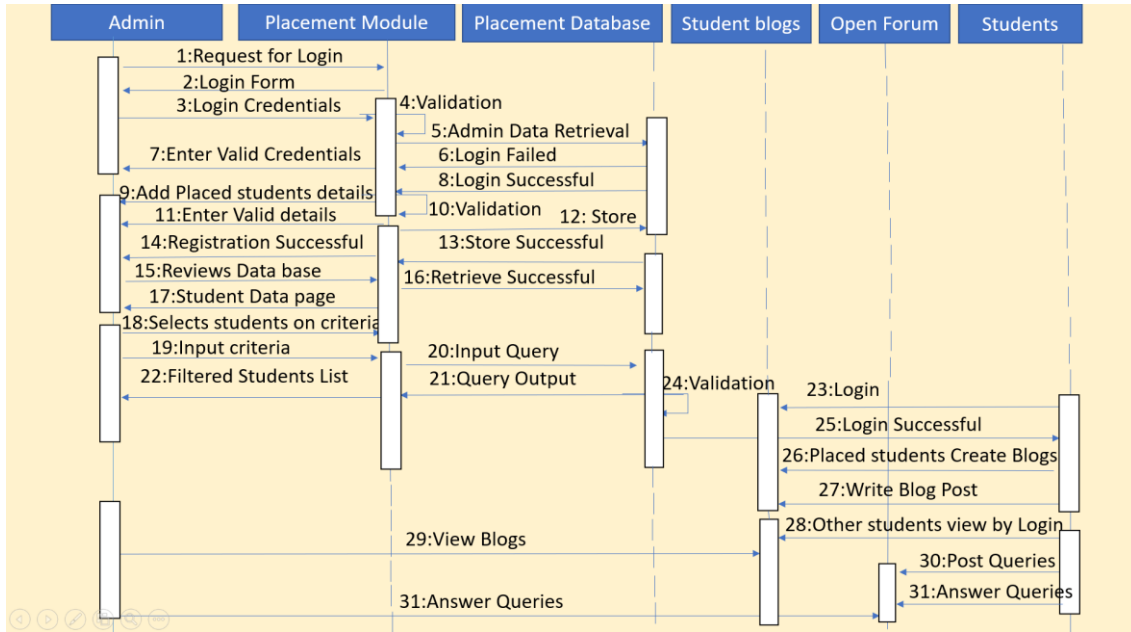 Admin
Placement Module
Placement Database
Student blogs
Open Forum
Students
1:Request for Login
2:Login Form
3:Login Credentials
4:Validation
5:Admin Data Retrieval
7:Enter Valid Credentials
6:Login Failed
8:Login Successful
9:Add Placed students details
10:Validation
11:Enter Valid details
12: Store
14:Registration Successful
13:Store Successful
15:Reviews Data base
16:Retrieve Successful
17:Student Data page
18:Selects students on criteria
19:Input criteria
20:Input Query
22:Filtered Students List
21:Query Output
24:Validation
23:Login
25:Login Successful
26:Placed students Create Blogs
27:Write Blog Post
28:Other students view by Login
29:View Blogs
30:Post Queries
31:Answer Queries
31:Answer Queries